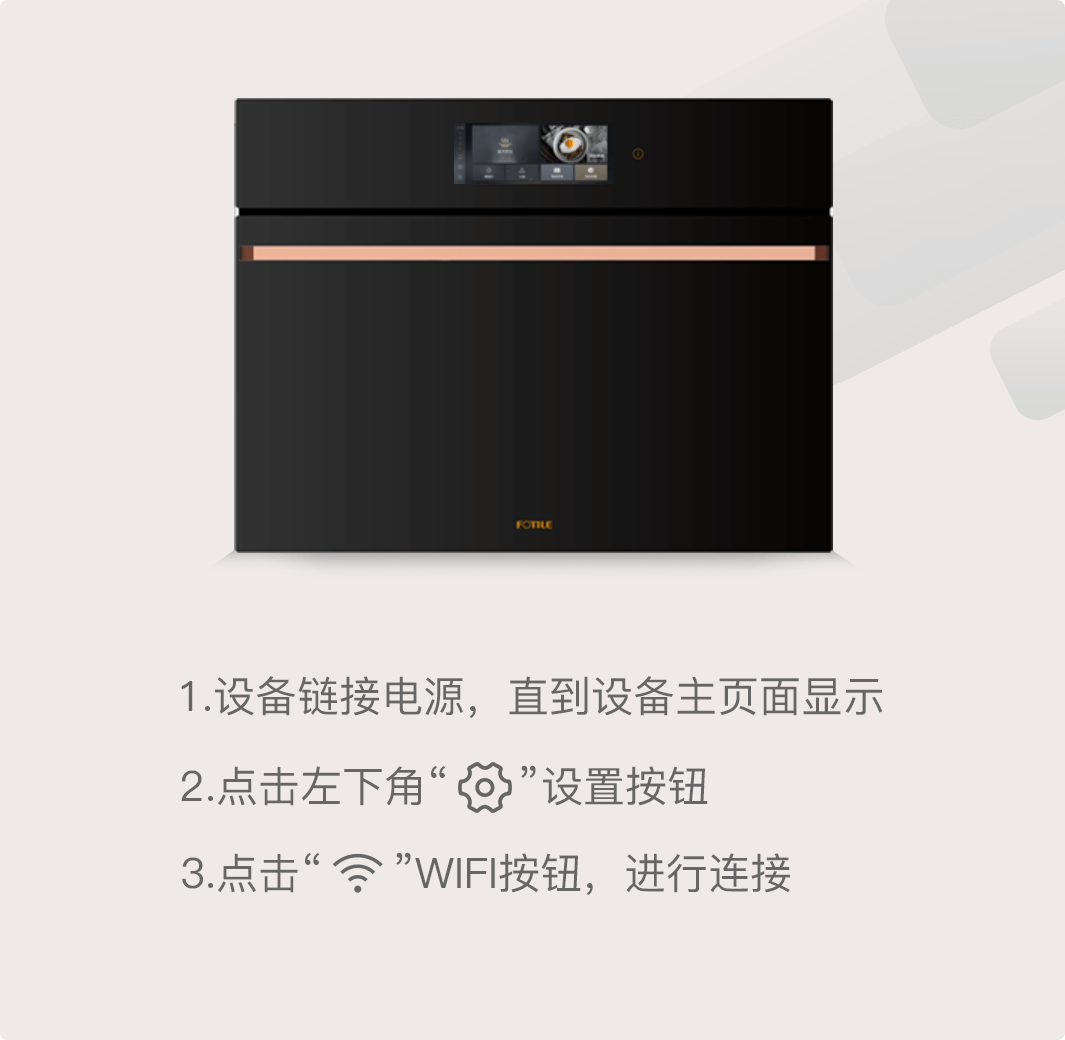 FOTILE
1.设备链接电源，直到设备主页面显示
2.点击左下角“ ”设置按钮
3.点击“ ”WIFI按钮，进行连接